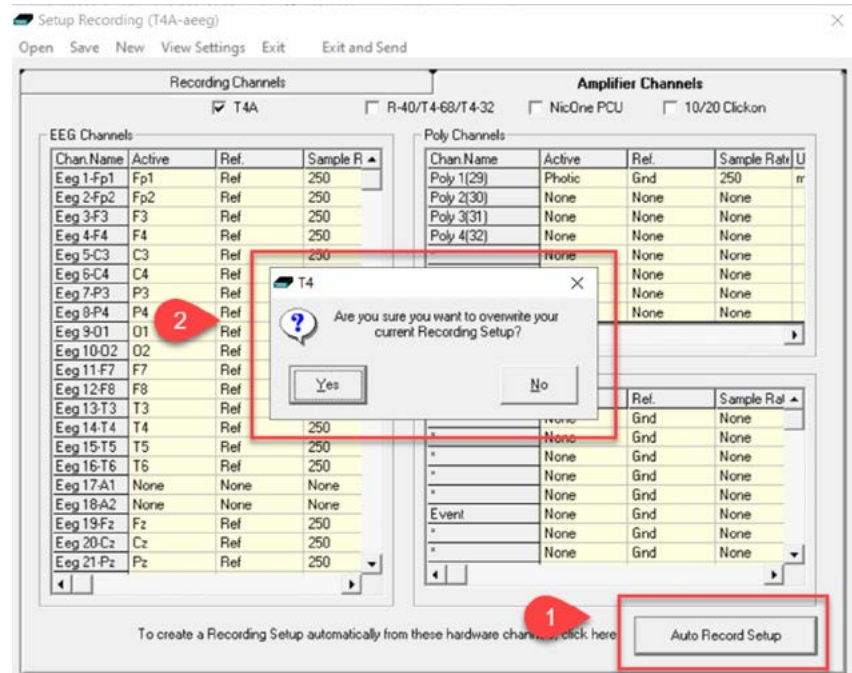 Setup Recording (T4A-aeeg)
Open Save New View Settings Exit Exit and Send
Recording Channels Amplifier Channels
T4A R-40/T4-68/T4-32 NicOne PCU 10/20 Clickon
EEG Channels
Chan.Name Active Ref. Sample R
Eeg 1-Fp1 Fp1 Ref 250
Eeg 2-Fp2 Fp2 Ref 250
Eeg 3-F3 F3 Ref 250
Eeg 4-F4 F4 Ref 250
Eeg 5-C3 C3 Ref 250
Eeg 6-C4 C4 Ref
Eeg 7-P3 P3 Ref
Eeg 8-P4 P4 Ref
Eeg 9-O1 O1 Ref
Eeg 10-O2 O2 Ref
Eeg 11-F7 F7 Ref
Eeg 12-F8 F8 Ref
Eeg 13-T3 T3 Ref
Eeg 14-T4 T4 Ref 250
Eeg 15-T5 T5 Ref 250
Eeg 16-T6 T6 Ref 250
Eeg 17-A1 None None None
Eeg 18-A2 None None None
Eeg 19-Fz Fz Ref 250
Eeg 20-Cz Cz Ref 250
Eeg 21-Pz Pz Ref 250
Poly Channels
Chan.Name Active Ref. Sample Rate U
Poly 1(29) Photic Gnd 250 m
Poly 2(30) None None None
Poly 3(31) None None None
Poly 4(32) None None None
* None None None
None None
None None
None None
2
T4
Are you sure you want to overwrite your
current Recording Setup?
Yes No
Ref. Sample Rat
None Gnd None
* None Gnd None
* None Gnd None
* None Gnd None
Event None Gnd None
* None Gnd None
* None Gnd None
1
To create a Recording Setup automatically from these hardware click here
Auto Record Setup